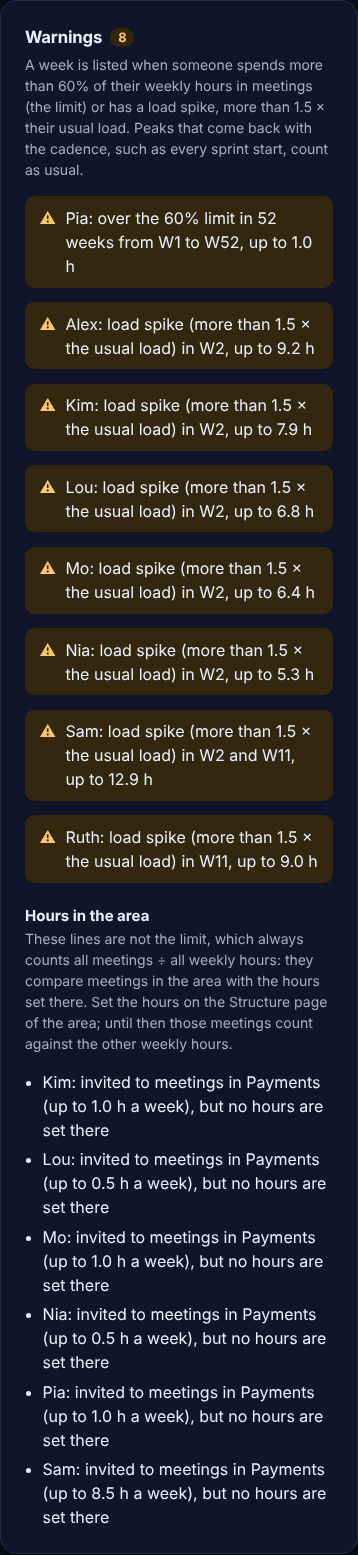 Warnings 8
A week is listed when someone spends more
than 60% of their weekly hours in meetings
(the limit) or has a load spike, more than 1.5 ×
their usual load. Peaks that come back with
the cadence, such as every sprint start, count
as usual.
Pia: over the 60% limit in 52
weeks from W1 to W52, up to 1.0
h
Alex: load spike (more than 1.5 ×
the usual load) in W2, up to 9.2 h
Kim: load spike (more than 1.5 ×
the usual load) in W2, up to 7.9 h
Lou: load spike (more than 1.5 ×
the usual load) in W2, up to 6.8 h
Mo: load spike (more than 1.5 ×
the usual load) in W2, up to 6.4 h
Nia: load spike (more than 1.5 ×
the usual load) in W2, up to 5.3 h
Sam: load spike (more than 1.5 ×
the usual load) in W2 and W11,
up to 12.9 h
Ruth: load spike (more than 1.5 ×
the usual load) in W11, up to 9.0 h
Hours in the area
These lines are not the limit, which always
counts all meetings ÷ all weekly hours: they
compare meetings in the area with the hours
set there. Set the hours on the Structure page
of the area; until then those meetings count
against the other weekly hours.
• Kim: invited to meetings in Payments
(up to 1.0 h a week), but no hours are
set there
• Lou: invited to meetings in Payments
(up to 0.5 h a week), but no hours are
set there
• Mo: invited to meetings in Payments
(up to 1.0 h a week), but no hours are
set there
• Nia: invited to meetings in Payments
(up to 0.5 h a week), but no hours are
set there
• Pia: invited to meetings in Payments
(up to 1.0 h a week), but no hours are
set there
• Sam: invited to meetings in Payments
(up to 8.5 h a week), but no hours are
set there